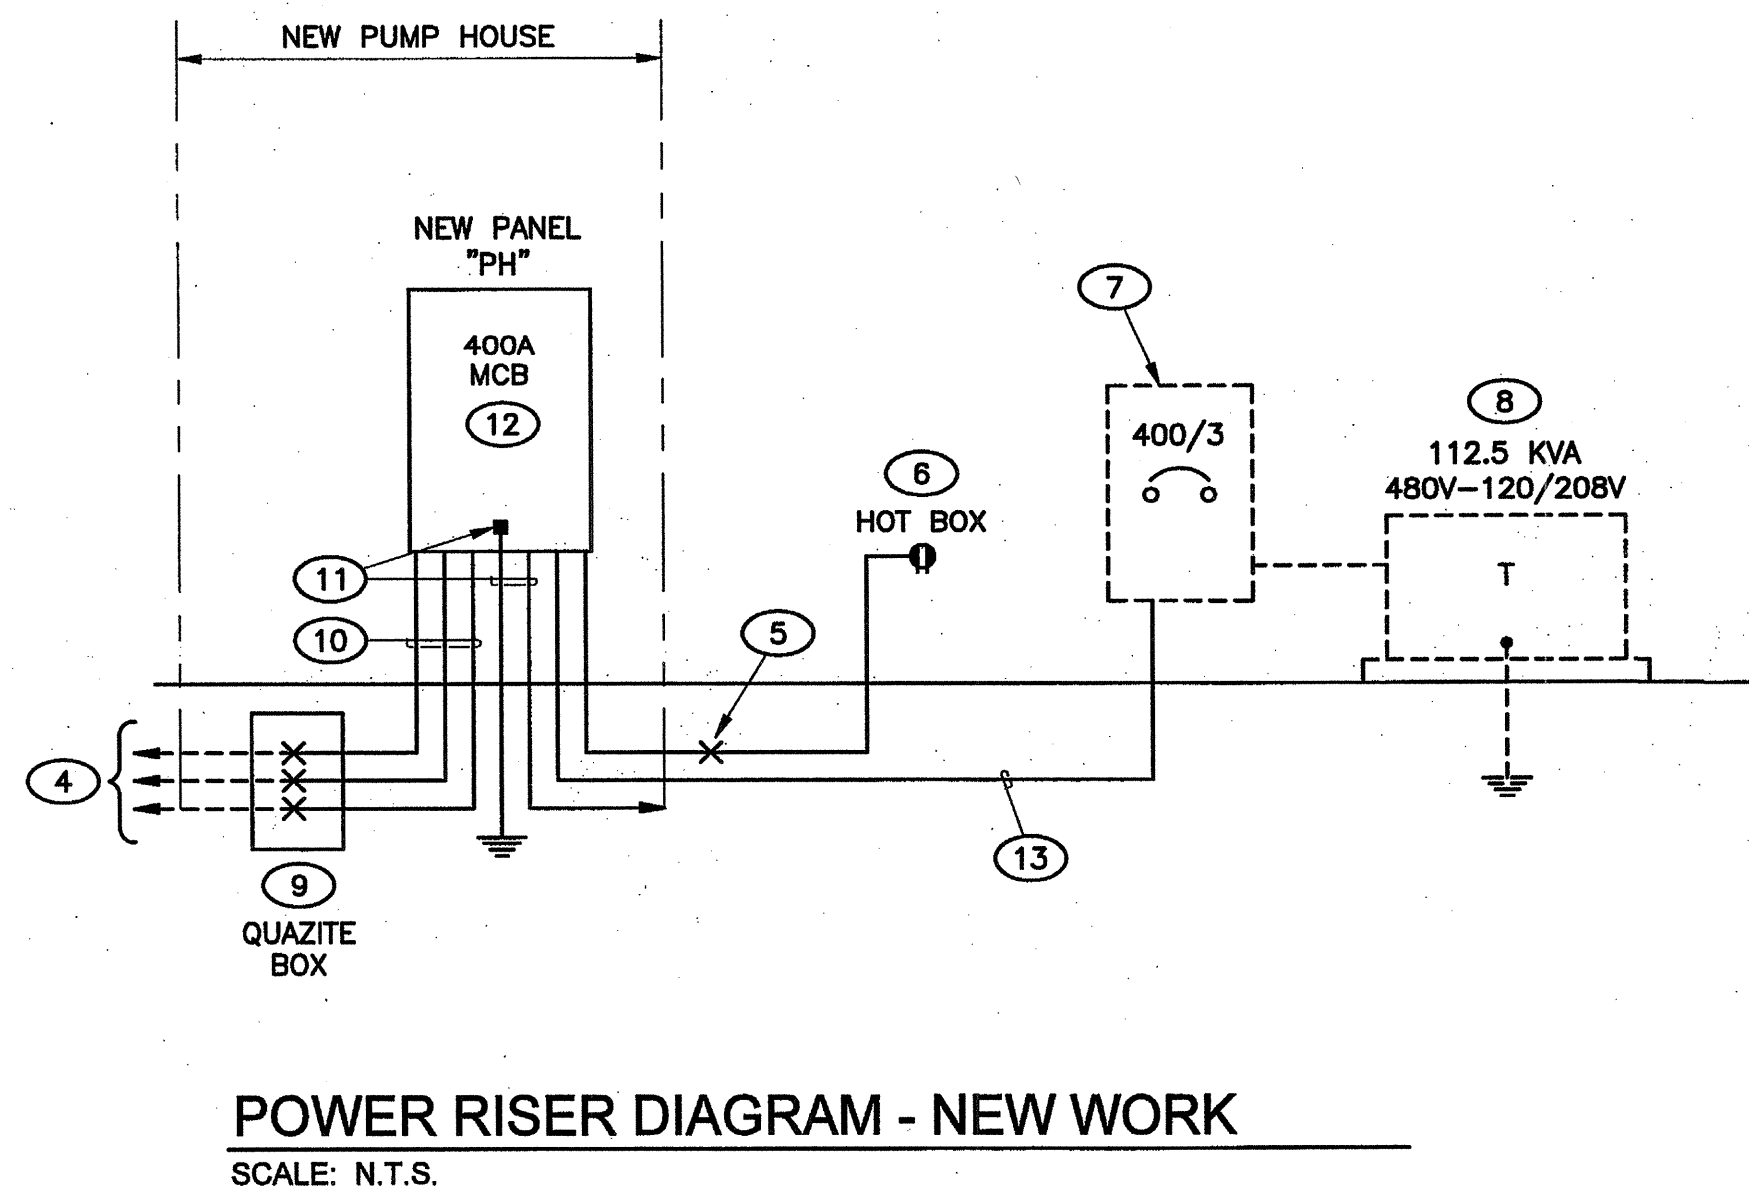 NEW PUMP HOUSE
NEW PANEL
"PH"
400A
MCB
12
7
400/3
8
112.5 KVA
480V-120/208V
T
6
HOT BOX
11
10
5
4
13
9
QUAZITE
BOX
POWER RISER DIAGRAM - NEW WORK
SCALE: N.T.S.